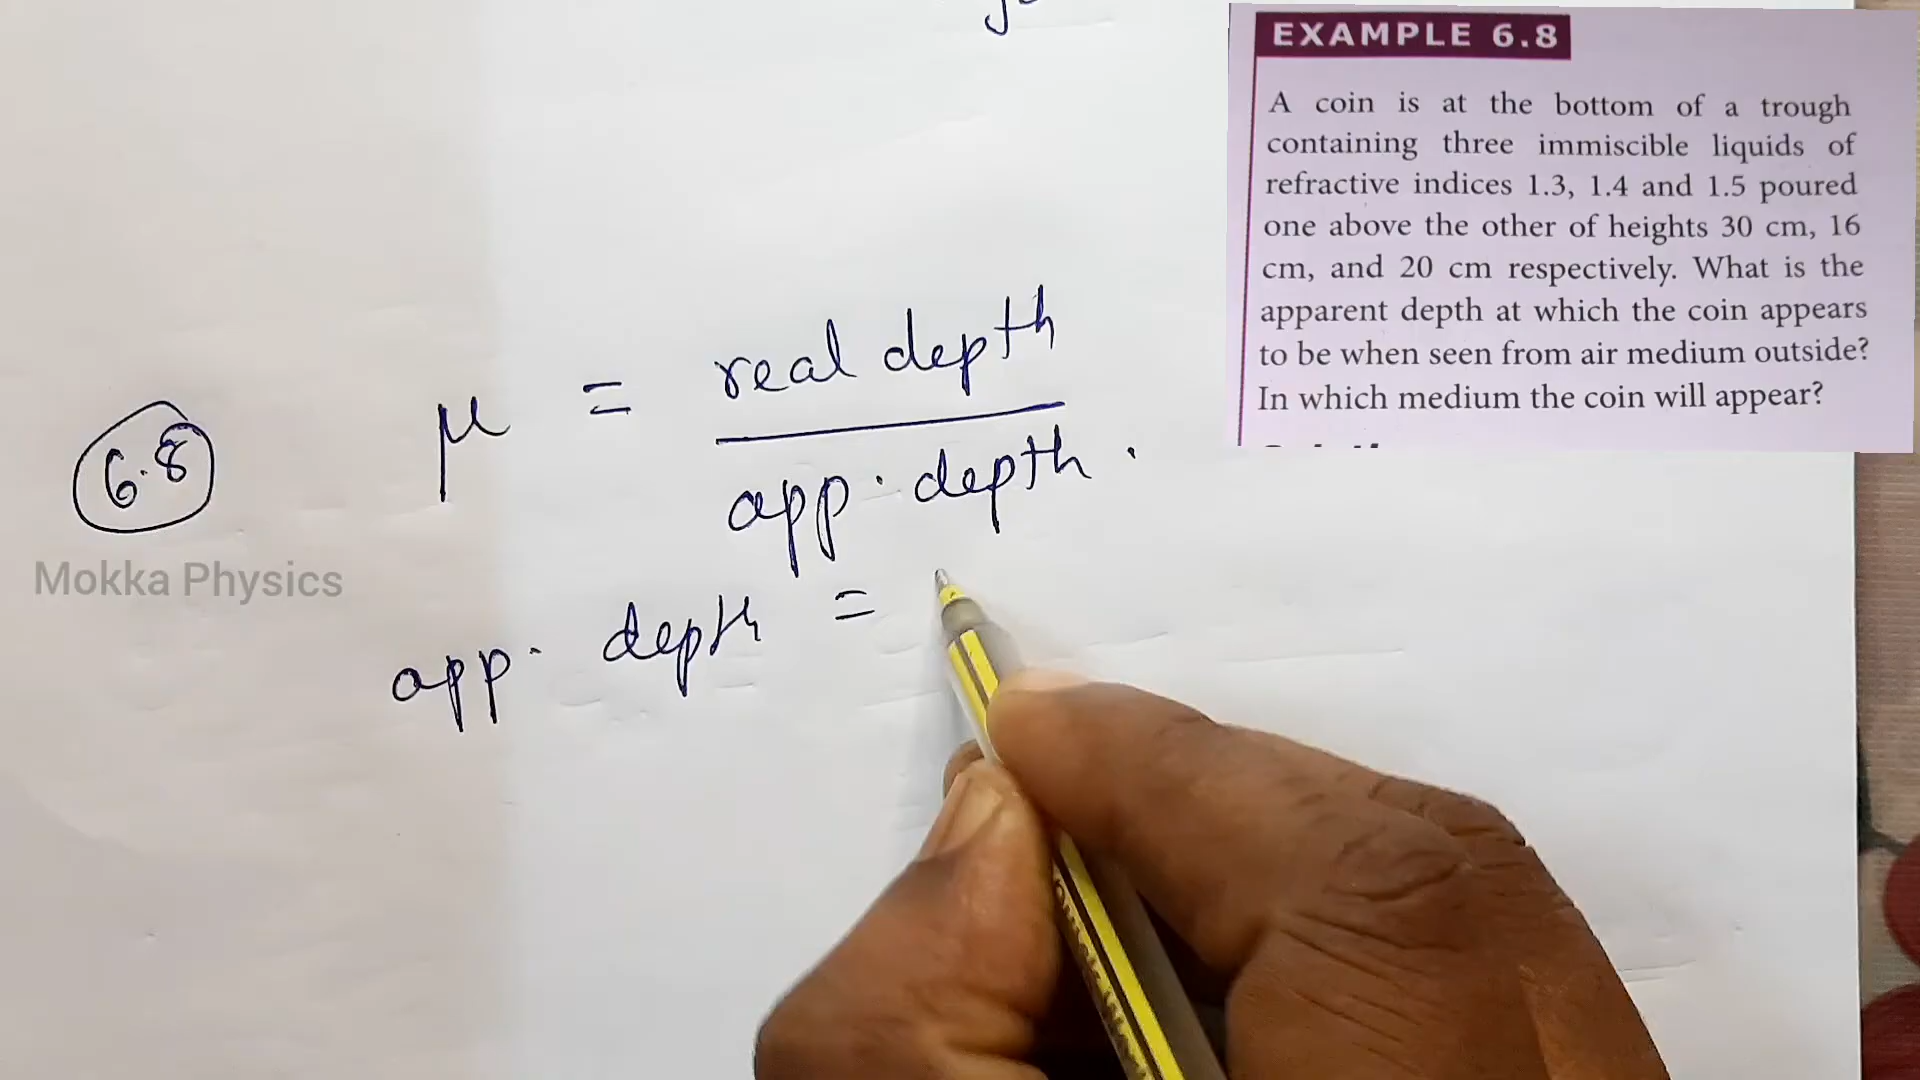 EXAMPLE 6.8
A coin is at the bottom of a trough
containing three immiscible liquids of
refractive indices 1.3, 1.4 and 1.5 poured
one above the other of heights 30 cm, 16
cm, and 20 cm respectively. What is the
apparent depth at which the coin appears
to be when seen from air medium outside?
In which medium the coin will appear?
6.8
μ = real depth
app. depth.
app. depth =
Mokka Physics